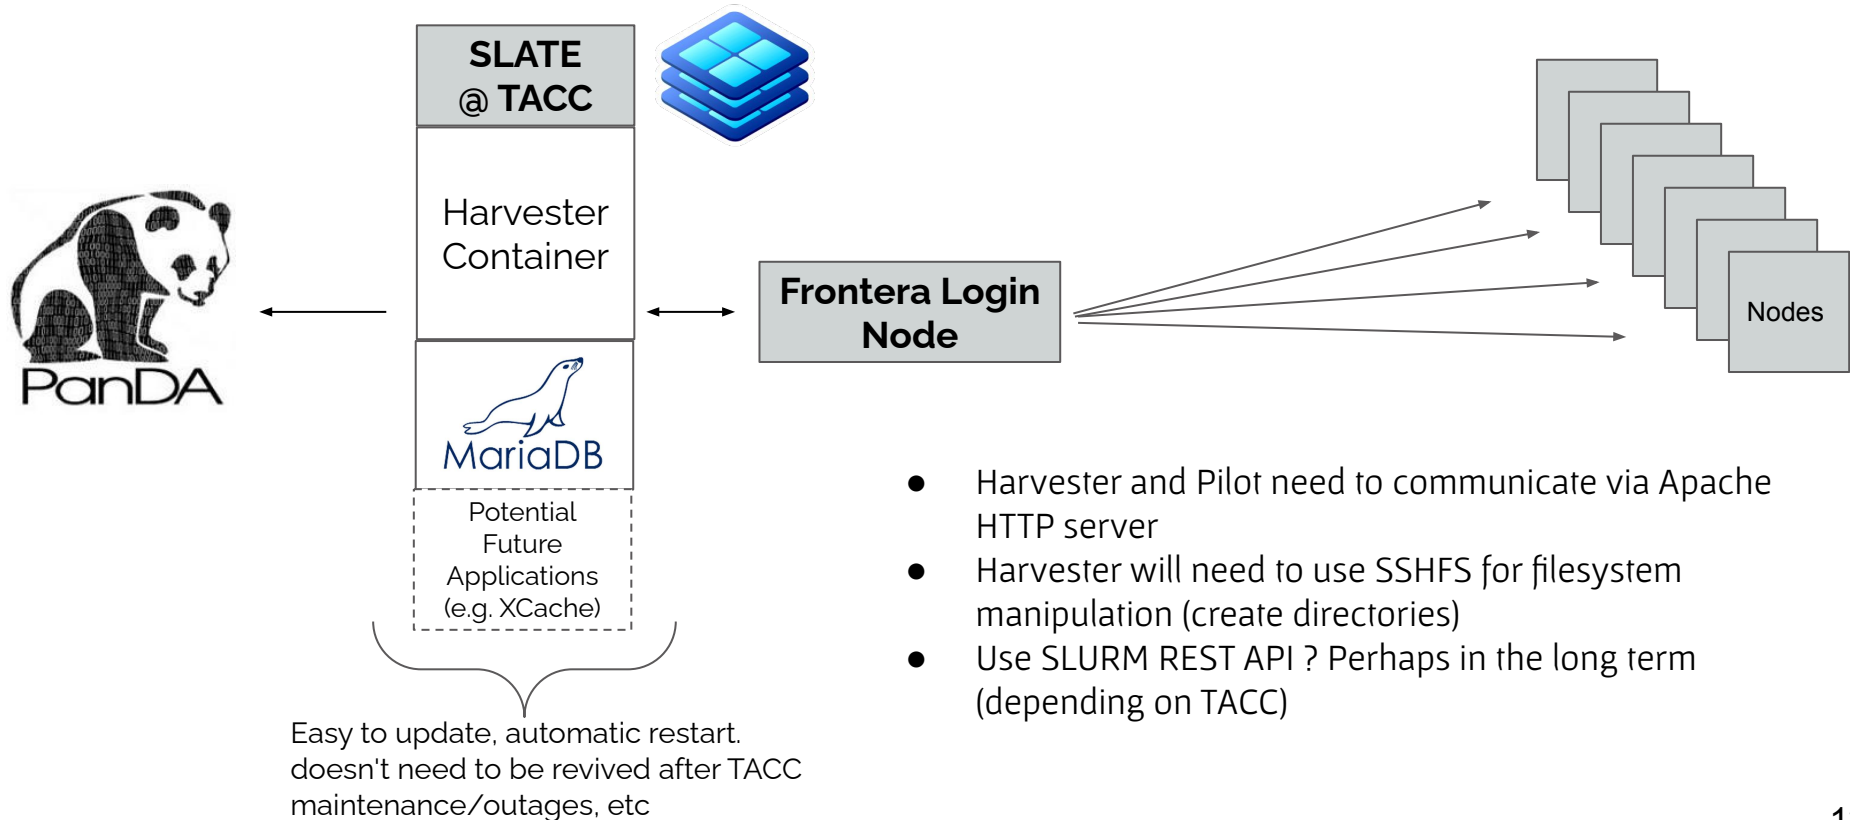 SLATE
@ TACC
Harvester
Container
PanDA
MariaDB
Potential
Future
Applications
(e.g. XCache)
Easy to update, automatic restart.
doesn't need to be revived after TACC
maintenance/outages, etc
Frontera Login
Node
Nodes
● Harvester and Pilot need to communicate via Apache
HTTP server
● Harvester will need to use SSHFS for filesystem
manipulation (create directories)
● Use SLURM REST API ? Perhaps in the long term
(depending on TACC)